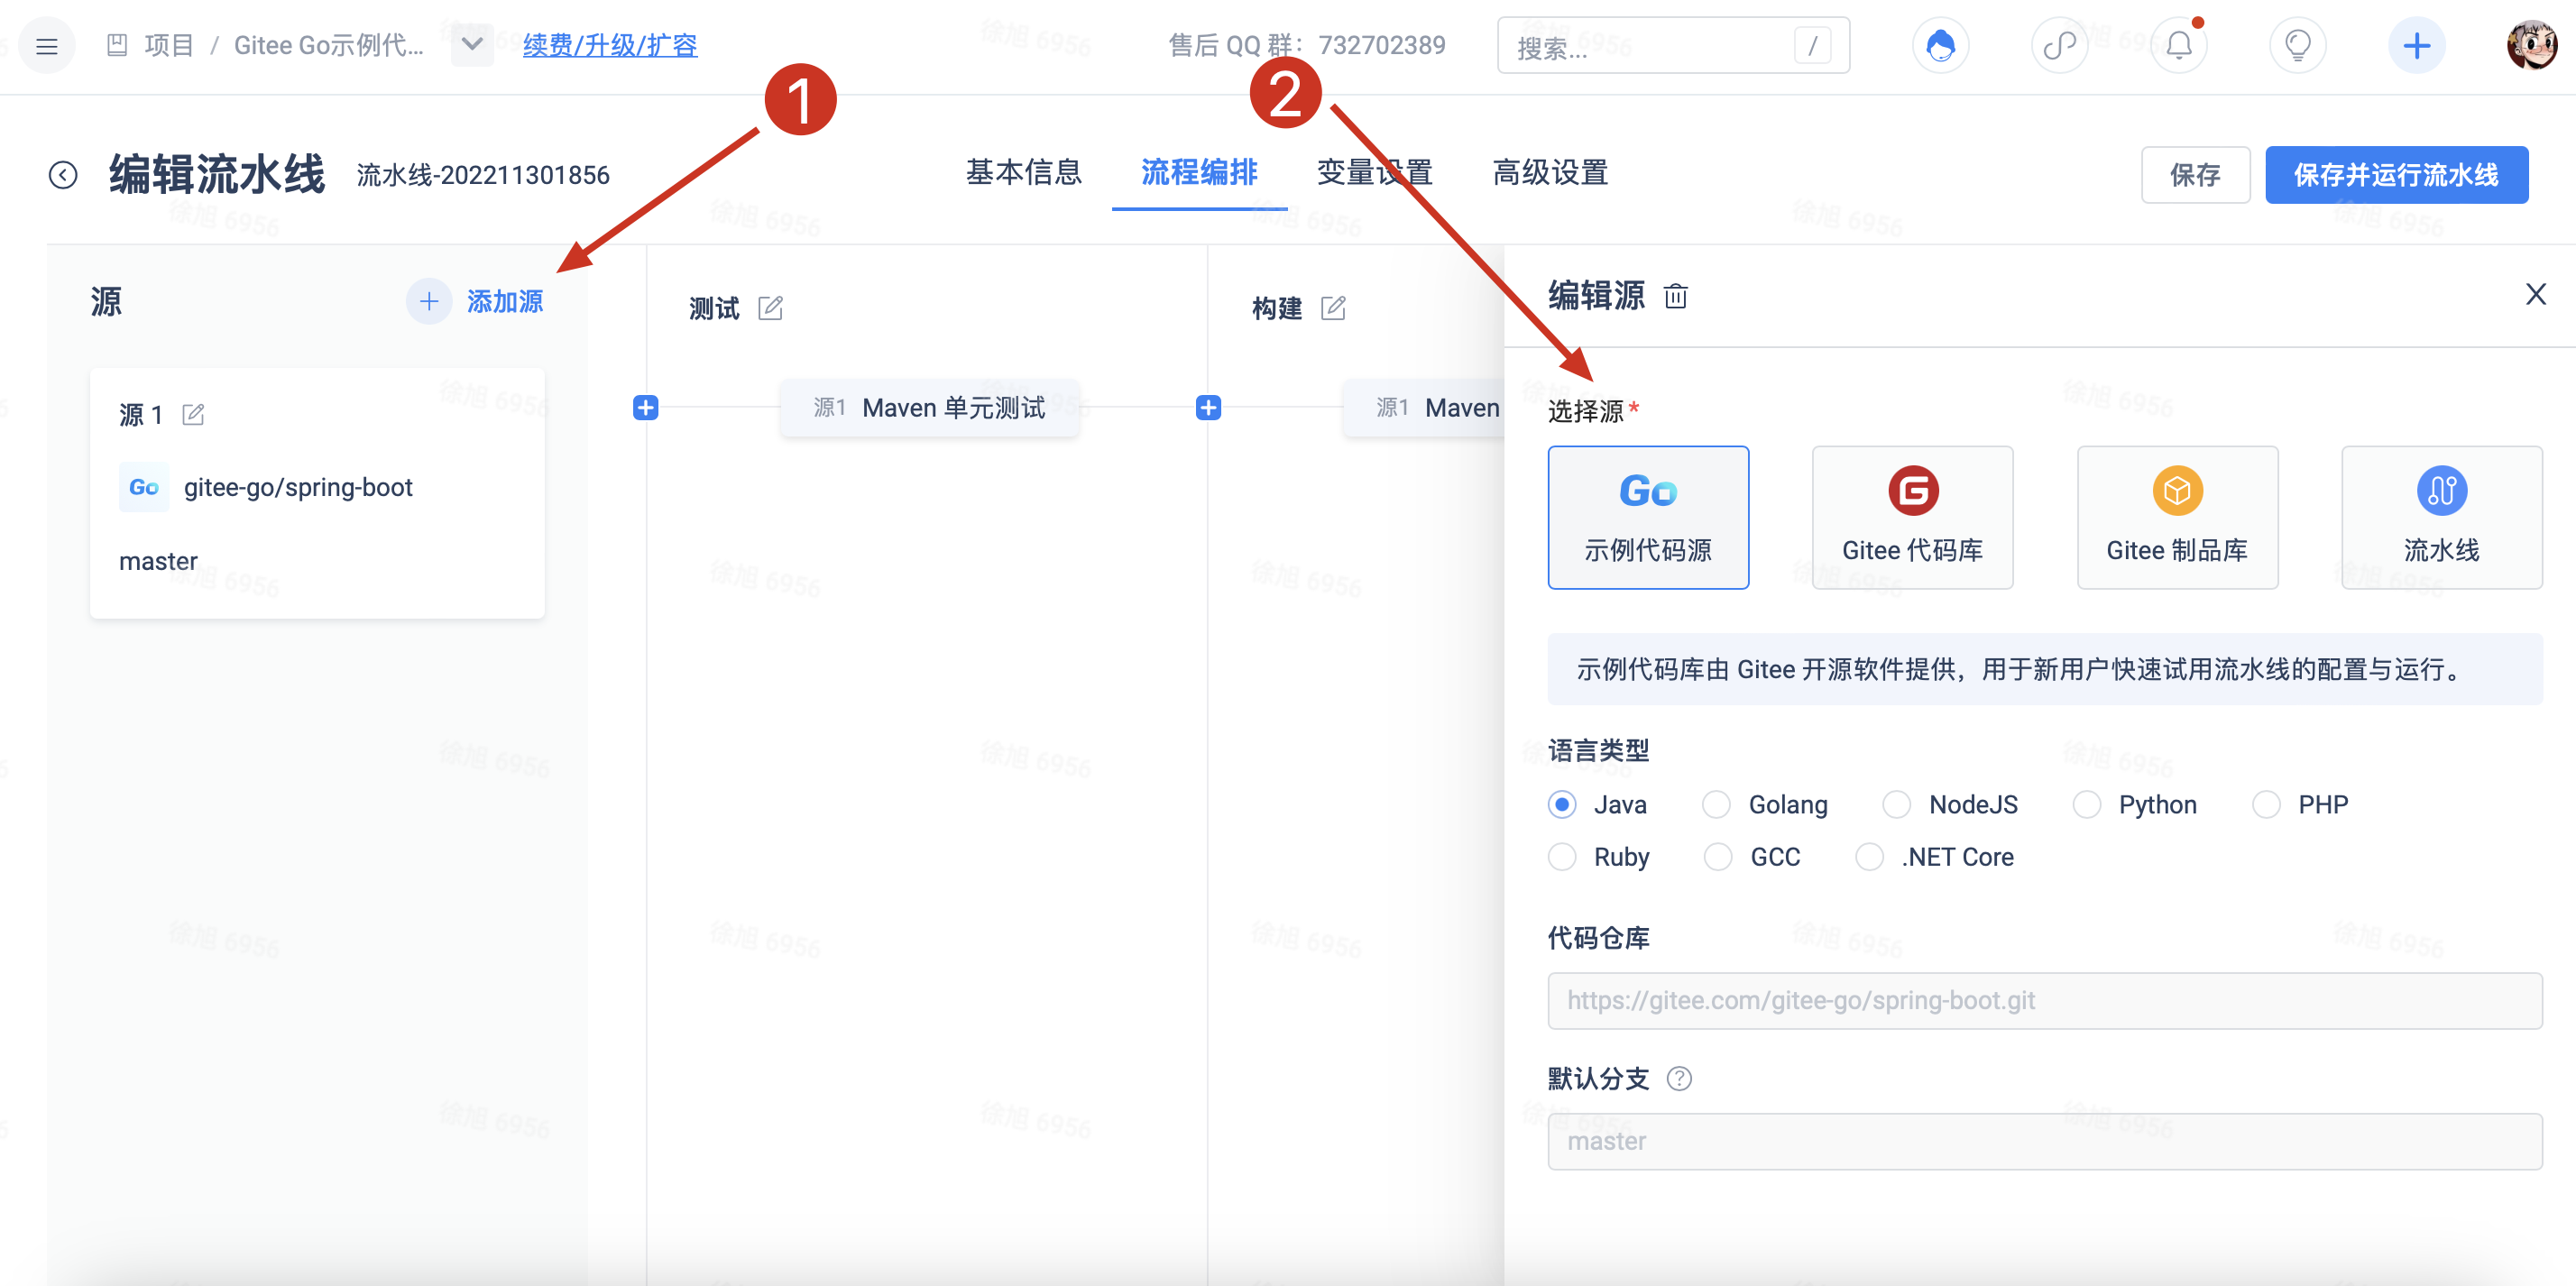 项目 / Gitee Go示例代... 续费/升级/扩容 售后 QQ 群：732702389 搜索... /
1 2
编辑流水线 流水线-202211301856 基本信息 流程编排 变量设置 高级设置 保存 保存并运行流水线
源 + 添加源
测试
构建
编辑源
源 1
Go gitee-go/spring-boot
master
源1 Maven 单元测试
源1 Maven
选择源*
Go G
示例代码源 Gitee 代码库 Gitee 制品库 流水线
示例代码库由 Gitee 开源软件提供，用于新用户快速试用流水线的配置与运行。
语言类型
Java Golang NodeJS Python PHP
Ruby GCC .NET Core
代码仓库
https://gitee.com/gitee-go/spring-boot.git
默认分支 ?
master
徐旭 6956